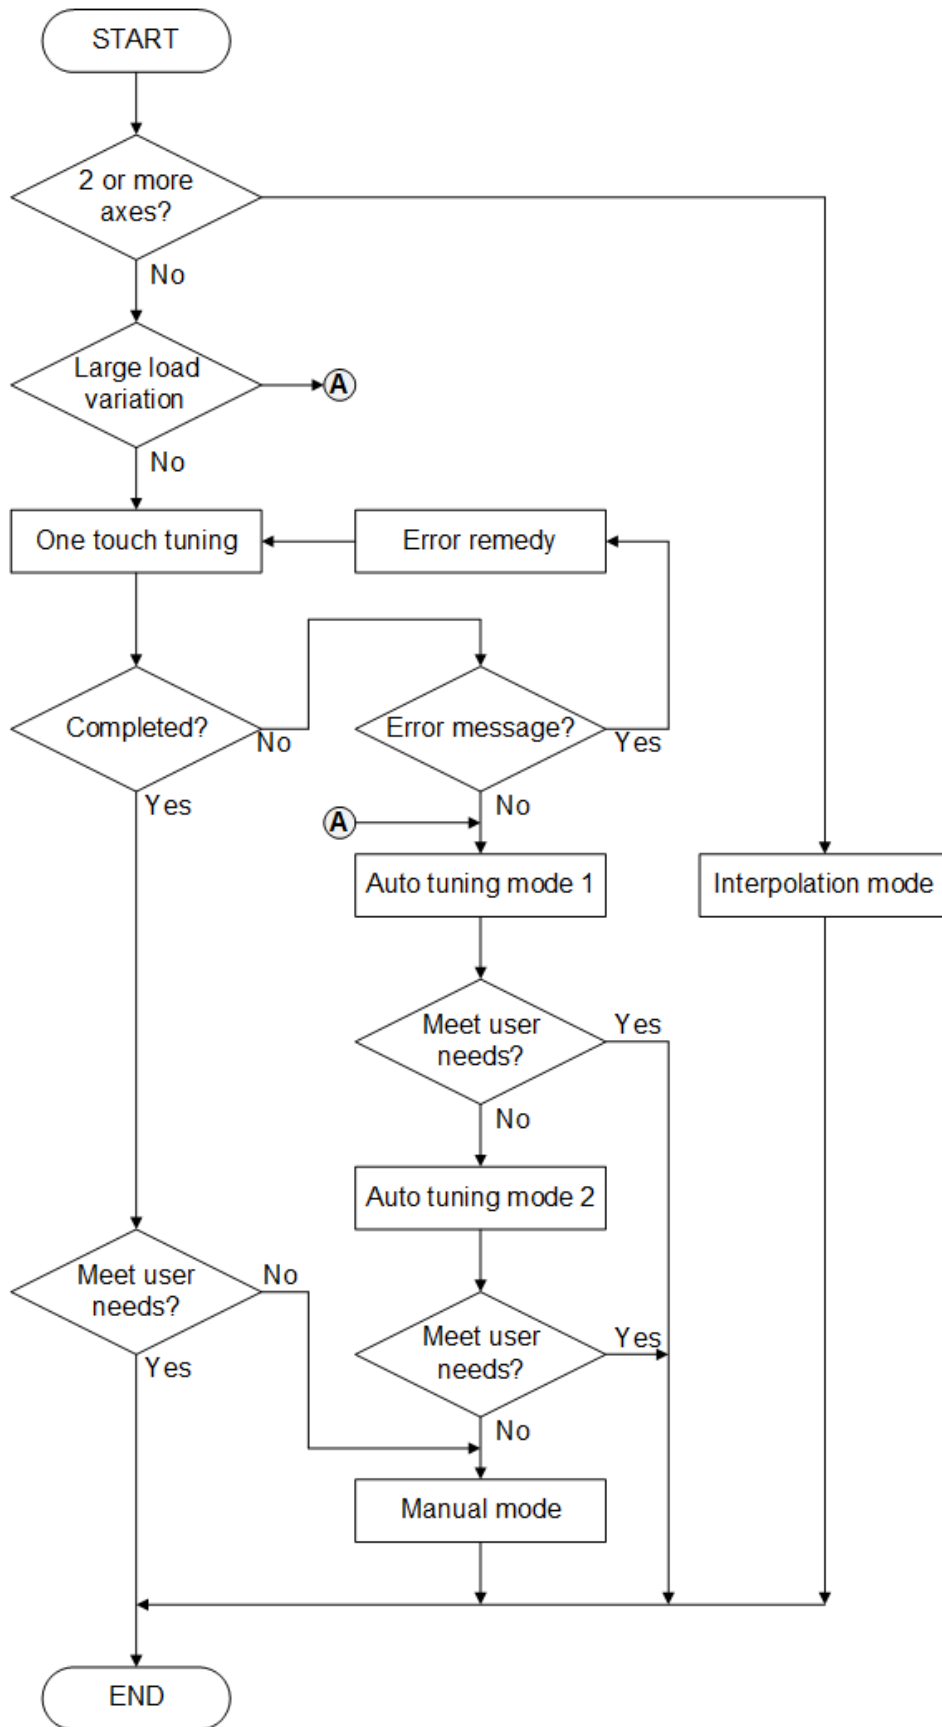 START
2 or more
axes?
No
Large load
variation
A
No
One touch tuning
Error remedy
Completed?
No
Error message?
Yes
Yes
No
A
Auto tuning mode 1
Interpolation mode
Meet user
needs?
Yes
No
Auto tuning mode 2
Meet user
needs?
No
Meet user
needs?
Yes
Yes
No
Manual mode
END